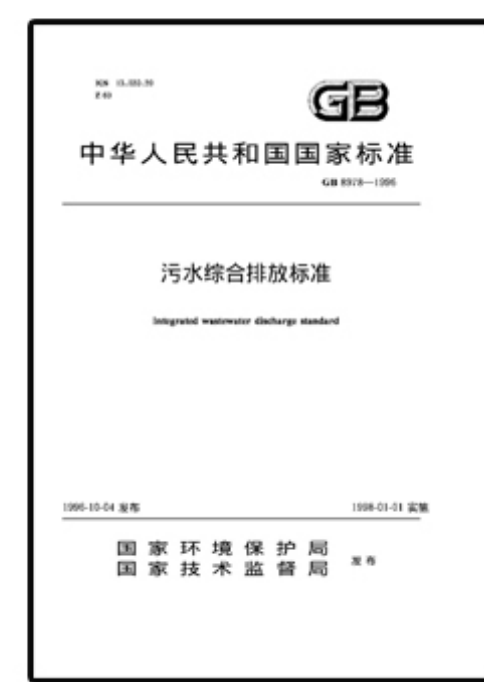 Z 60
GB
中华人民共和国国家标准
GB 8978—1996
污水综合排放标准
Integrated wastewater discharge standard
1996-10-04 发布
1998-01-01 实施
国家环境保护局
国家技术监督局
发布